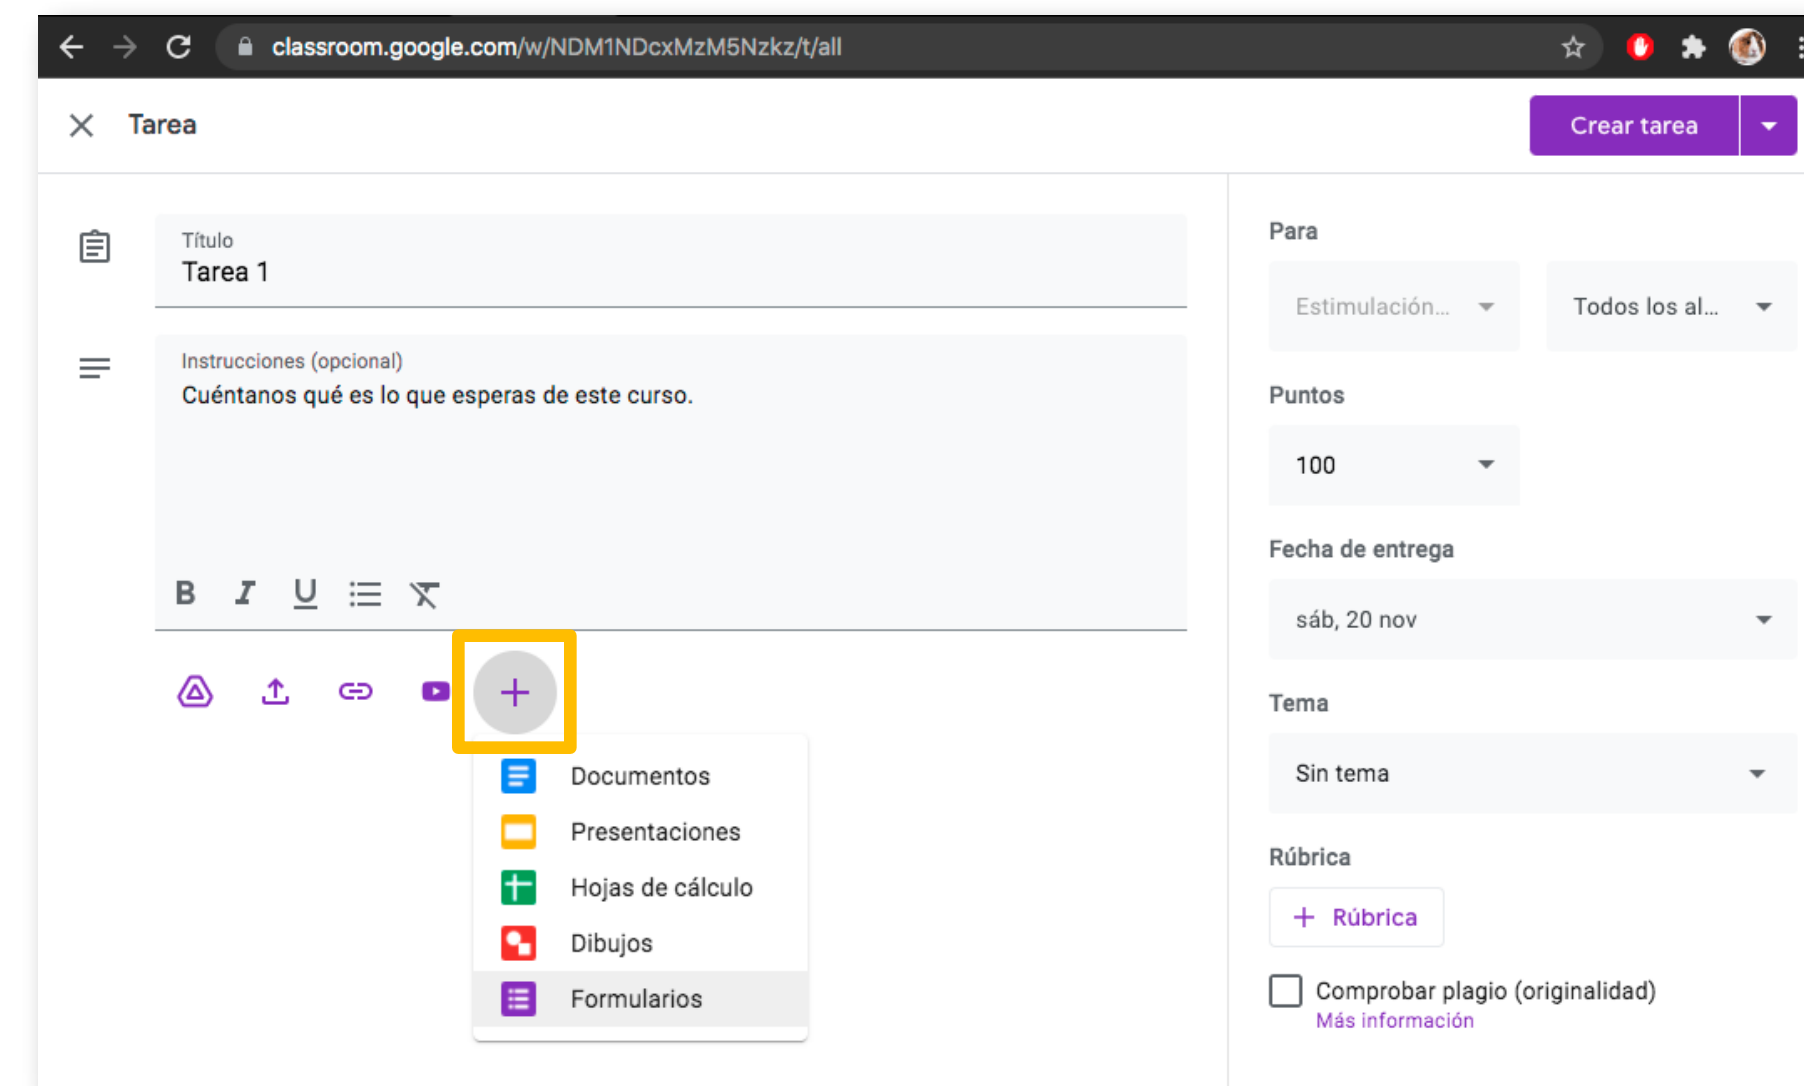 classroom.google.com/w/NDM1NDcxMzM5Nzkz/t/all
Tarea
Crear tarea
Título
Tarea 1
Instrucciones (opcional)
Cuéntanos qué es lo que esperas de este curso.
B I U
Documentos
Presentaciones
Hojas de cálculo
Dibujos
Formularios
Para
Estimulación...
Todos los al...
Puntos
100
Fecha de entrega
sáb, 20 nov
Tema
Sin tema
Rúbrica
+ Rúbrica
Comprobar plagio (originalidad)
Más información